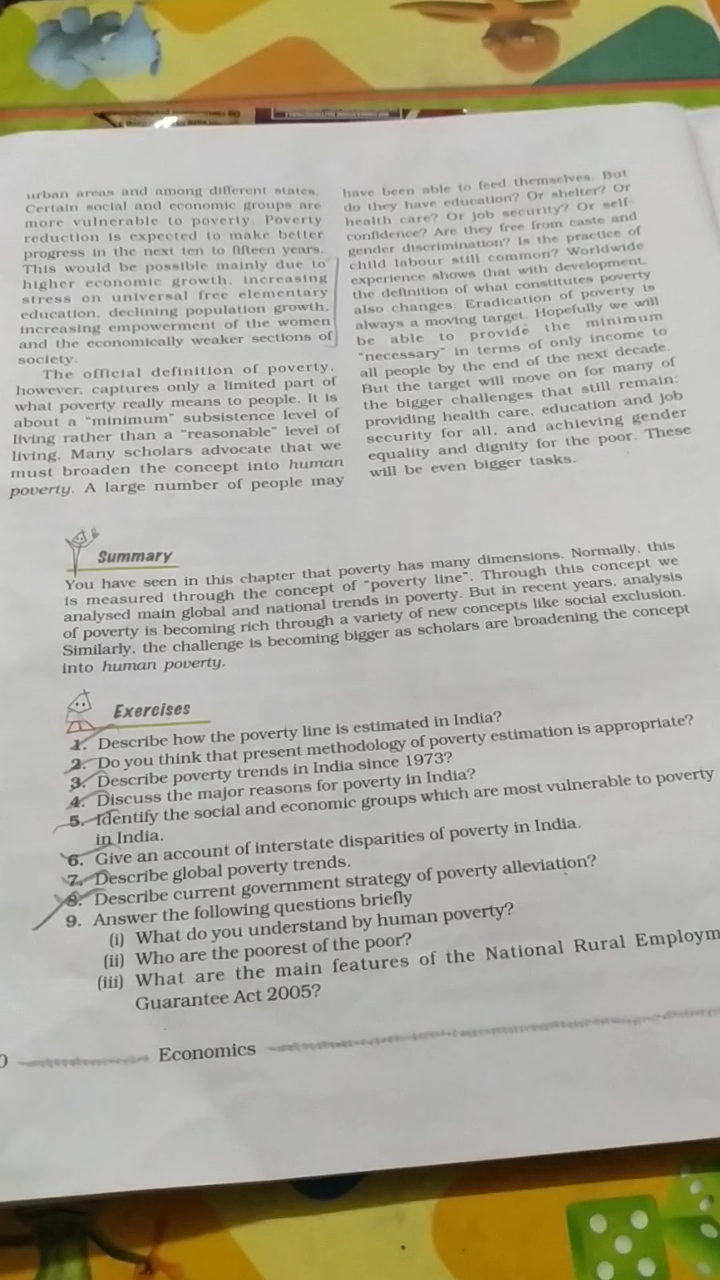 urban areas and among different states.
Certain social and economic groups are
more vulnerable to poverty. Poverty
reduction is expected to make better
progress in the next ten to fifteen years.
This would be possible mainly due to
higher economic growth, increasing
stress on universal free elementary
education, declining population growth,
increasing empowerment of the women
and the economically weaker sections of
society.
The official definition of poverty,
however, captures only a limited part of
what poverty really means to people. It is
about a "minimum" subsistence level of
living rather than a "reasonable" level of
living. Many scholars advocate that we
must broaden the concept into human
poverty. A large number of people may
have been able to feed themselves. But
do they have education? Or shelter? Or
health care? Or job security? Or self
confidence? Are they free from caste and
gender discrimination? Is the practice of
child labour still common? Worldwide
experience shows that with development,
the definition of what constitutes poverty
also changes. Eradication of poverty is
always a moving target. Hopefully we will
be able to provide the minimum
"necessary" in terms of only income to
all people by the end of the next decade.
But the target will move on for many of
the bigger challenges that still remain:
providing health care, education and job
security for all, and achieving gender
equality and dignity for the poor. These
will be even bigger tasks.
Summary
You have seen in this chapter that poverty has many dimensions. Normally, this
is measured through the concept of "poverty line". Through this concept we
analysed main global and national trends in poverty. But in recent years, analysis
of poverty is becoming rich through a variety of new concepts like social exclusion.
Similarly, the challenge is becoming bigger as scholars are broadening the concept
into human poverty.
Exercises
1. Describe how the poverty line is estimated in India?
2. Do you think that present methodology of poverty estimation is appropriate?
3. Describe poverty trends in India since 1973?
4. Discuss the major reasons for poverty in India?
5. Identify the social and economic groups which are most vulnerable to poverty
in India.
6. Give an account of interstate disparities of poverty in India.
7. Describe global poverty trends.
8. Describe current government strategy of poverty alleviation?
9. Answer the following questions briefly
(i) What do you understand by human poverty?
(ii) Who are the poorest of the poor?
(iii) What are the main features of the National Rural Employm
Guarantee Act 2005?
0 Economics